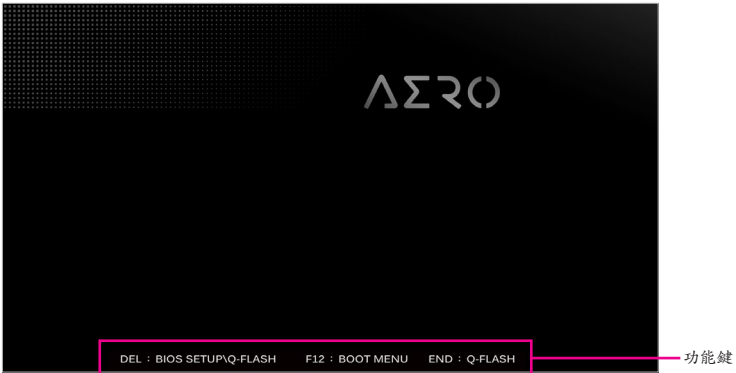 AERO
DEL : BIOS SETUP\Q-FLASH F12 : BOOT MENU END : Q-FLASH
功能鍵